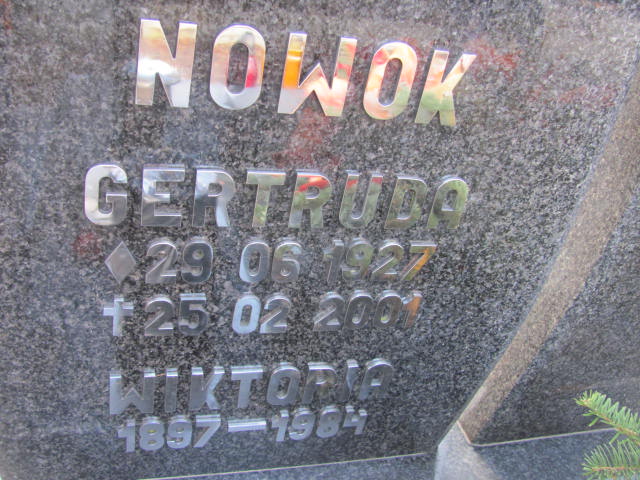 NOWOK
GERTRUDA
29 06 1927
25 02 2001
WIKTORIA
1897-1984